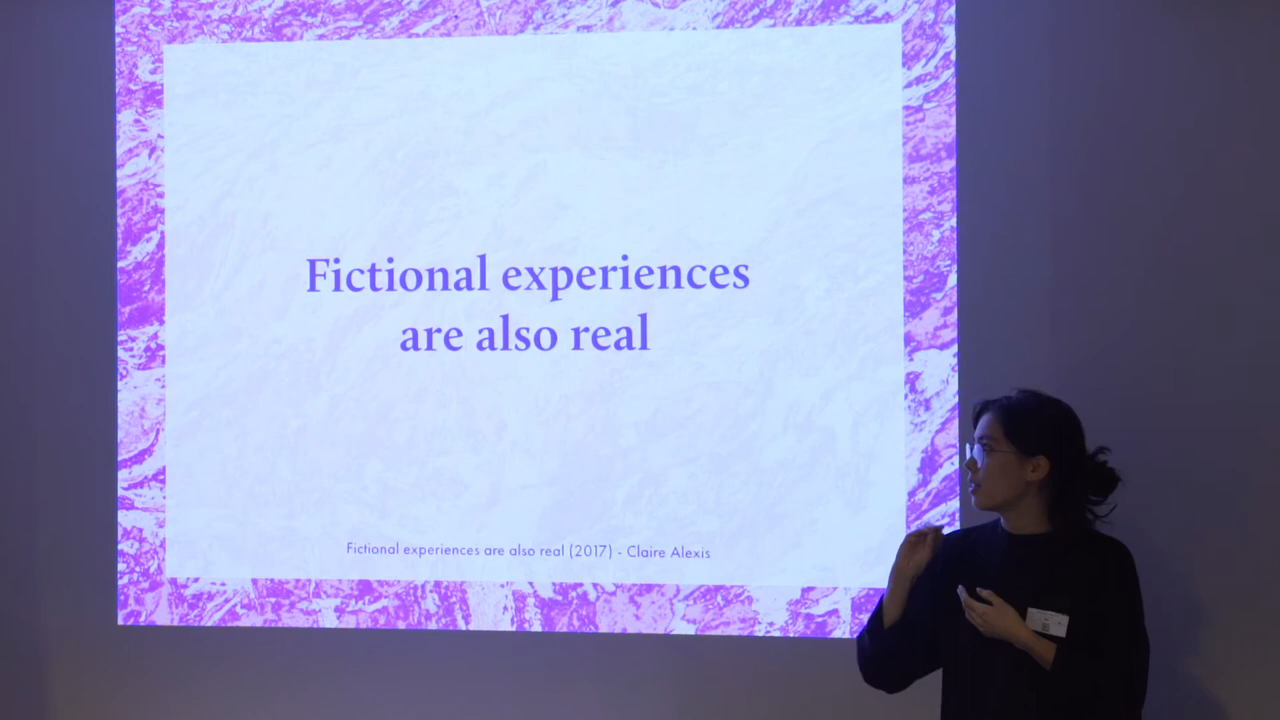 Fictional experiences
are also real
Fictional experiences are also real (2017) - Claire Alexis